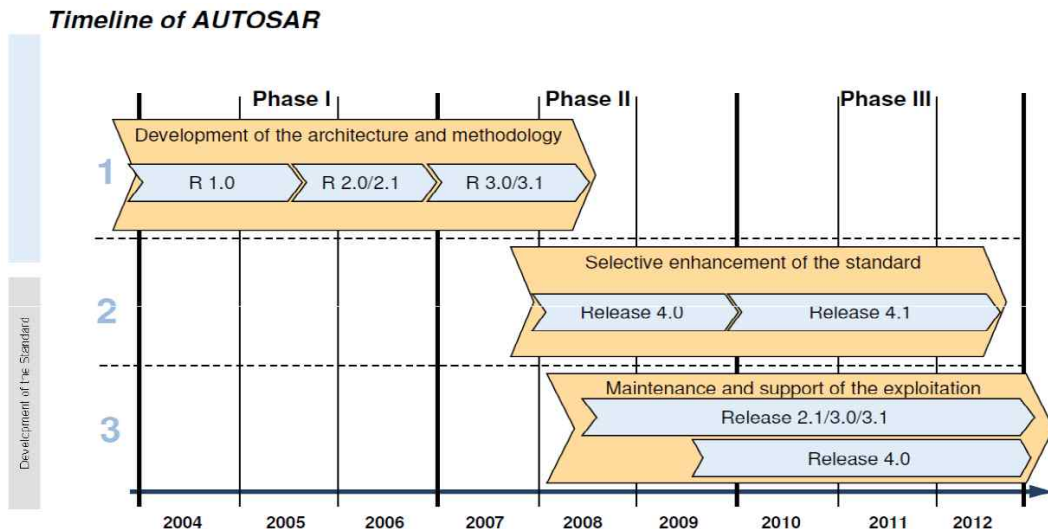 Timeline of AUTOSAR
Phase I
Phase II
Phase III
Development of the architecture and methodology
1
R 1.0
R 2.0/2.1
R 3.0/3.1
Selective enhancement of the standard
2
Release 4.0
Release 4.1
Development of the Standard
Maintenance and support of the exploitation
3
Release 2.1/3.0/3.1
Release 4.0
2004
2005
2006
2007
2008
2009
2010
2011
2012